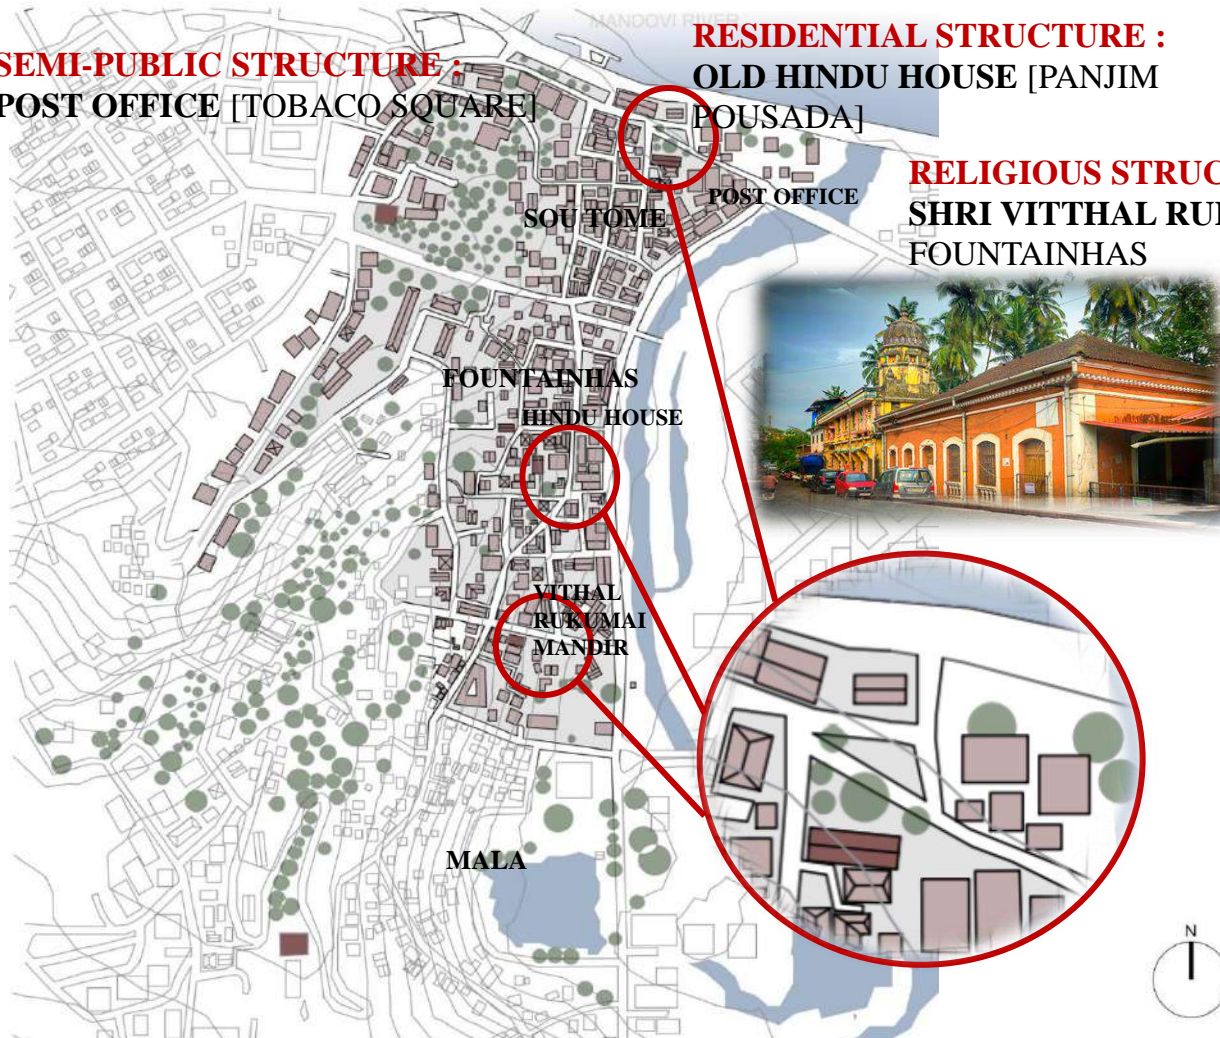 MANDOVI RIVER
SEMI-PUBLIC STRUCTURE :
POST OFFICE [TOBACO SQUARE]
RESIDENTIAL STRUCTURE :
OLD HINDU HOUSE [PANJIM
POUSADA]
RELIGIOUS STRUC
SHRI VITTHAL RU
FOUNTAINHAS
POST OFFICE
SOU TOME
FOUNTAINHAS
HINDU HOUSE
VITHAL
RUKUMAI
MANDIR
MALA
N